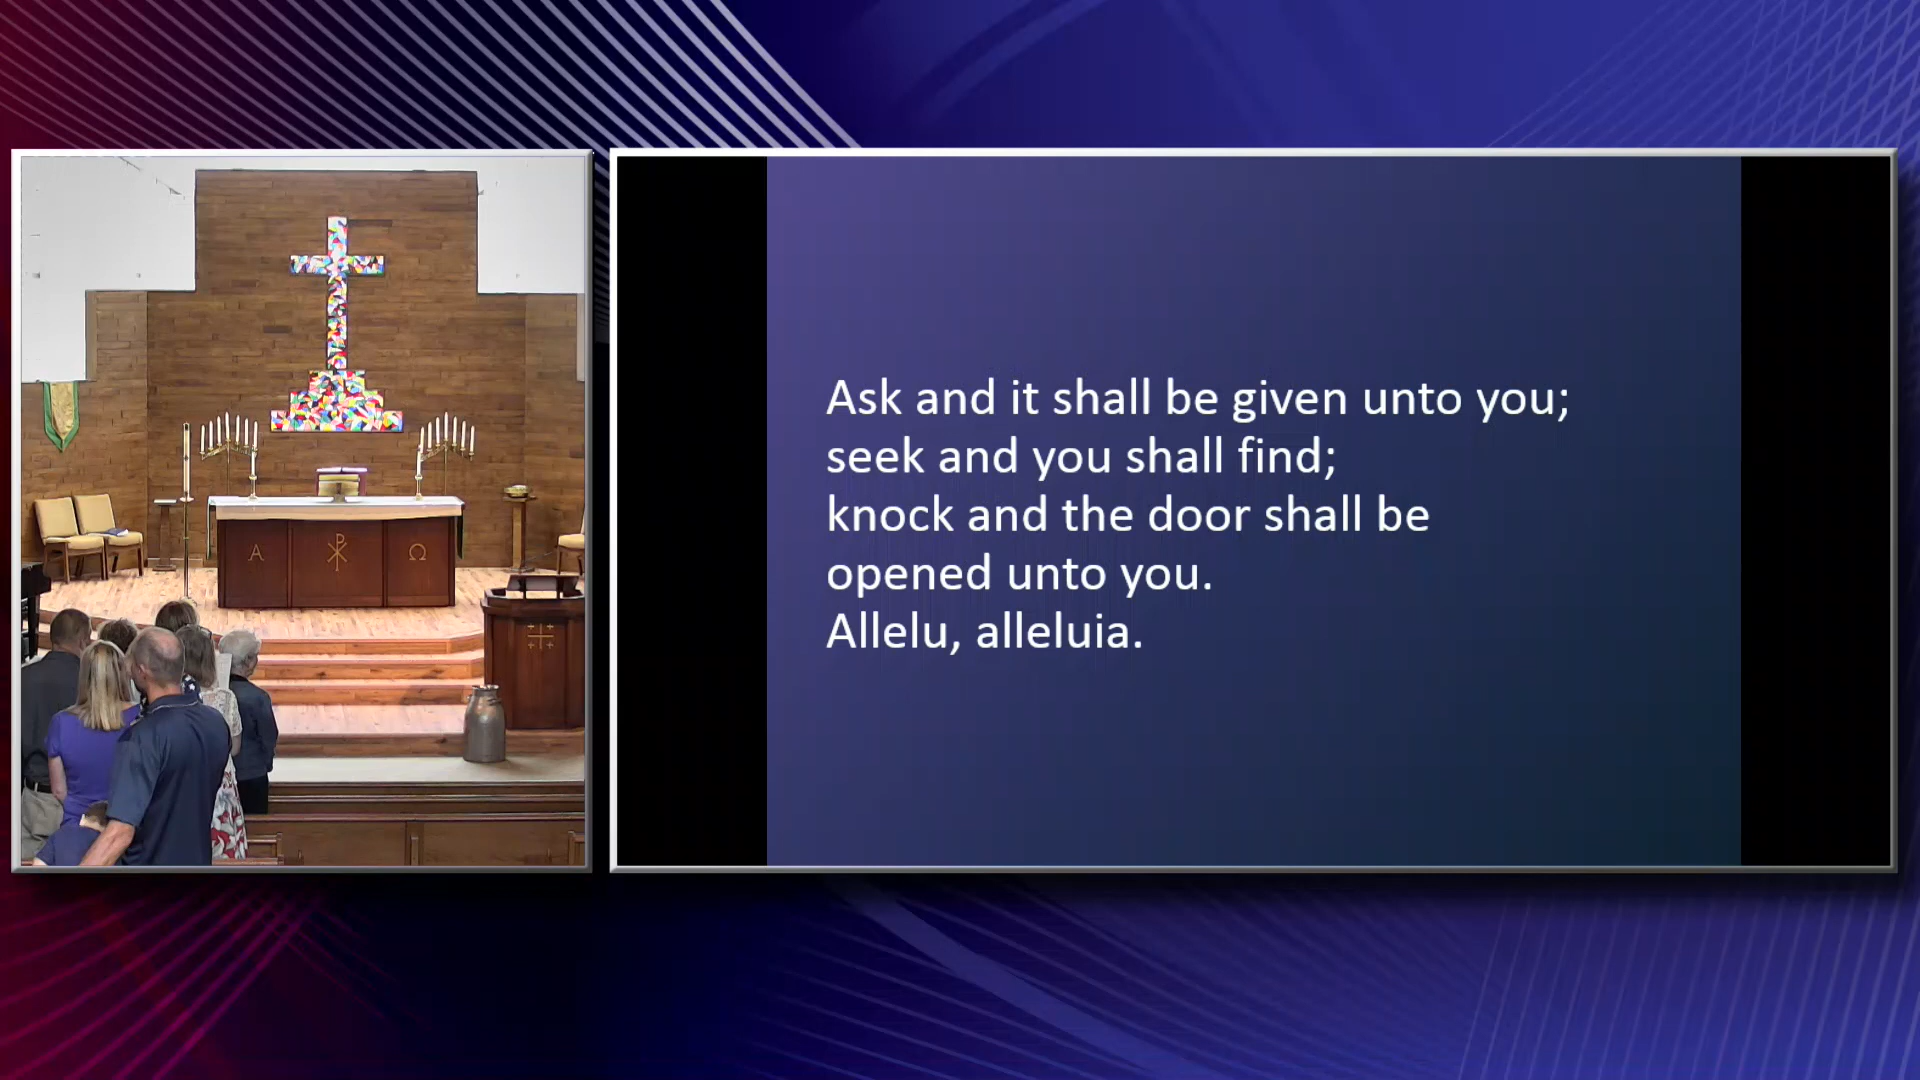 A
Ω
Ask and it shall be given unto you;
seek and you shall find;
knock and the door shall be
opened unto you.
Allelu, alleluia.